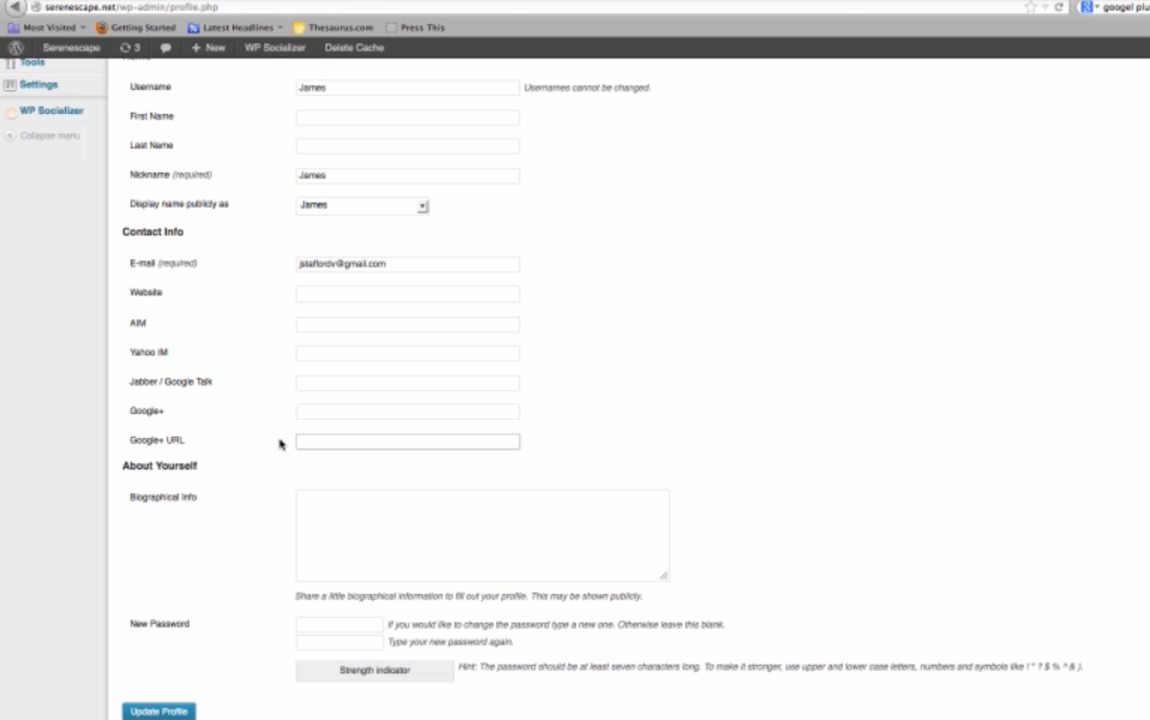 serenescape.net/wp-admin/profile.php
googel plu
Most Visited
Getting Started
Latest Headlines
Thesaurus.com
Press This
Serenescape
3
+ New
WP Socializer
Delete Cache
Tools
Settings
WP Socializer
Collapse menu
Username
James
Usernames cannot be changed.
First Name
Last Name
Nickname (required)
James
Display name publicly as
James
Contact Info
E-mail (required)
jstaffordv@gmail.com
Website
AIM
Yahoo IM
Jabber / Google Talk
Google+
Google+ URL
About Yourself
Biographical Info
Share a little biographical information to fill out your profile. This may be shown publicly.
New Password
If you would like to change the password type a new one. Otherwise leave this blank.
Type your new password again.
Strength indicator
Hint: The password should be at least seven characters long. To make it stronger, use upper and lower case letters, numbers and symbols like ! " ? $ % ^ & ).
Update Profile